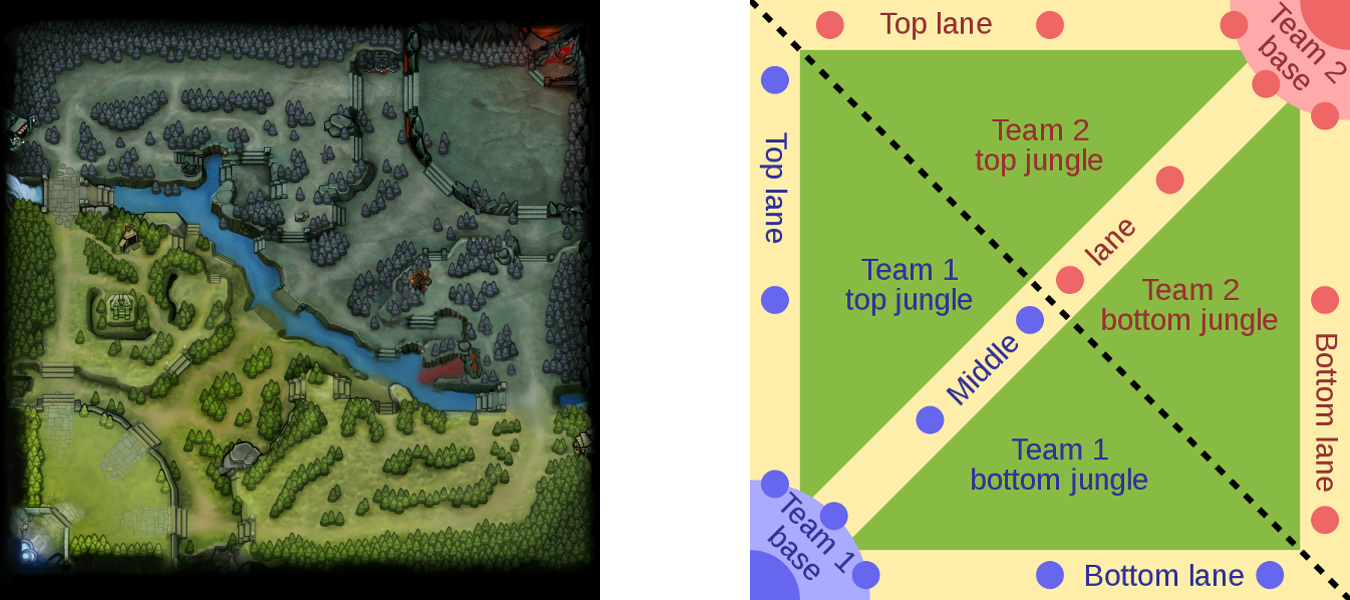 Top lane
Team 2
base
Team 2
top jungle
Top lane
Team 1
top jungle
Middle lane
Team 2
bottom jungle
Team 1
bottom jungle
Bottom lane
Team 1
base
Bottom lane